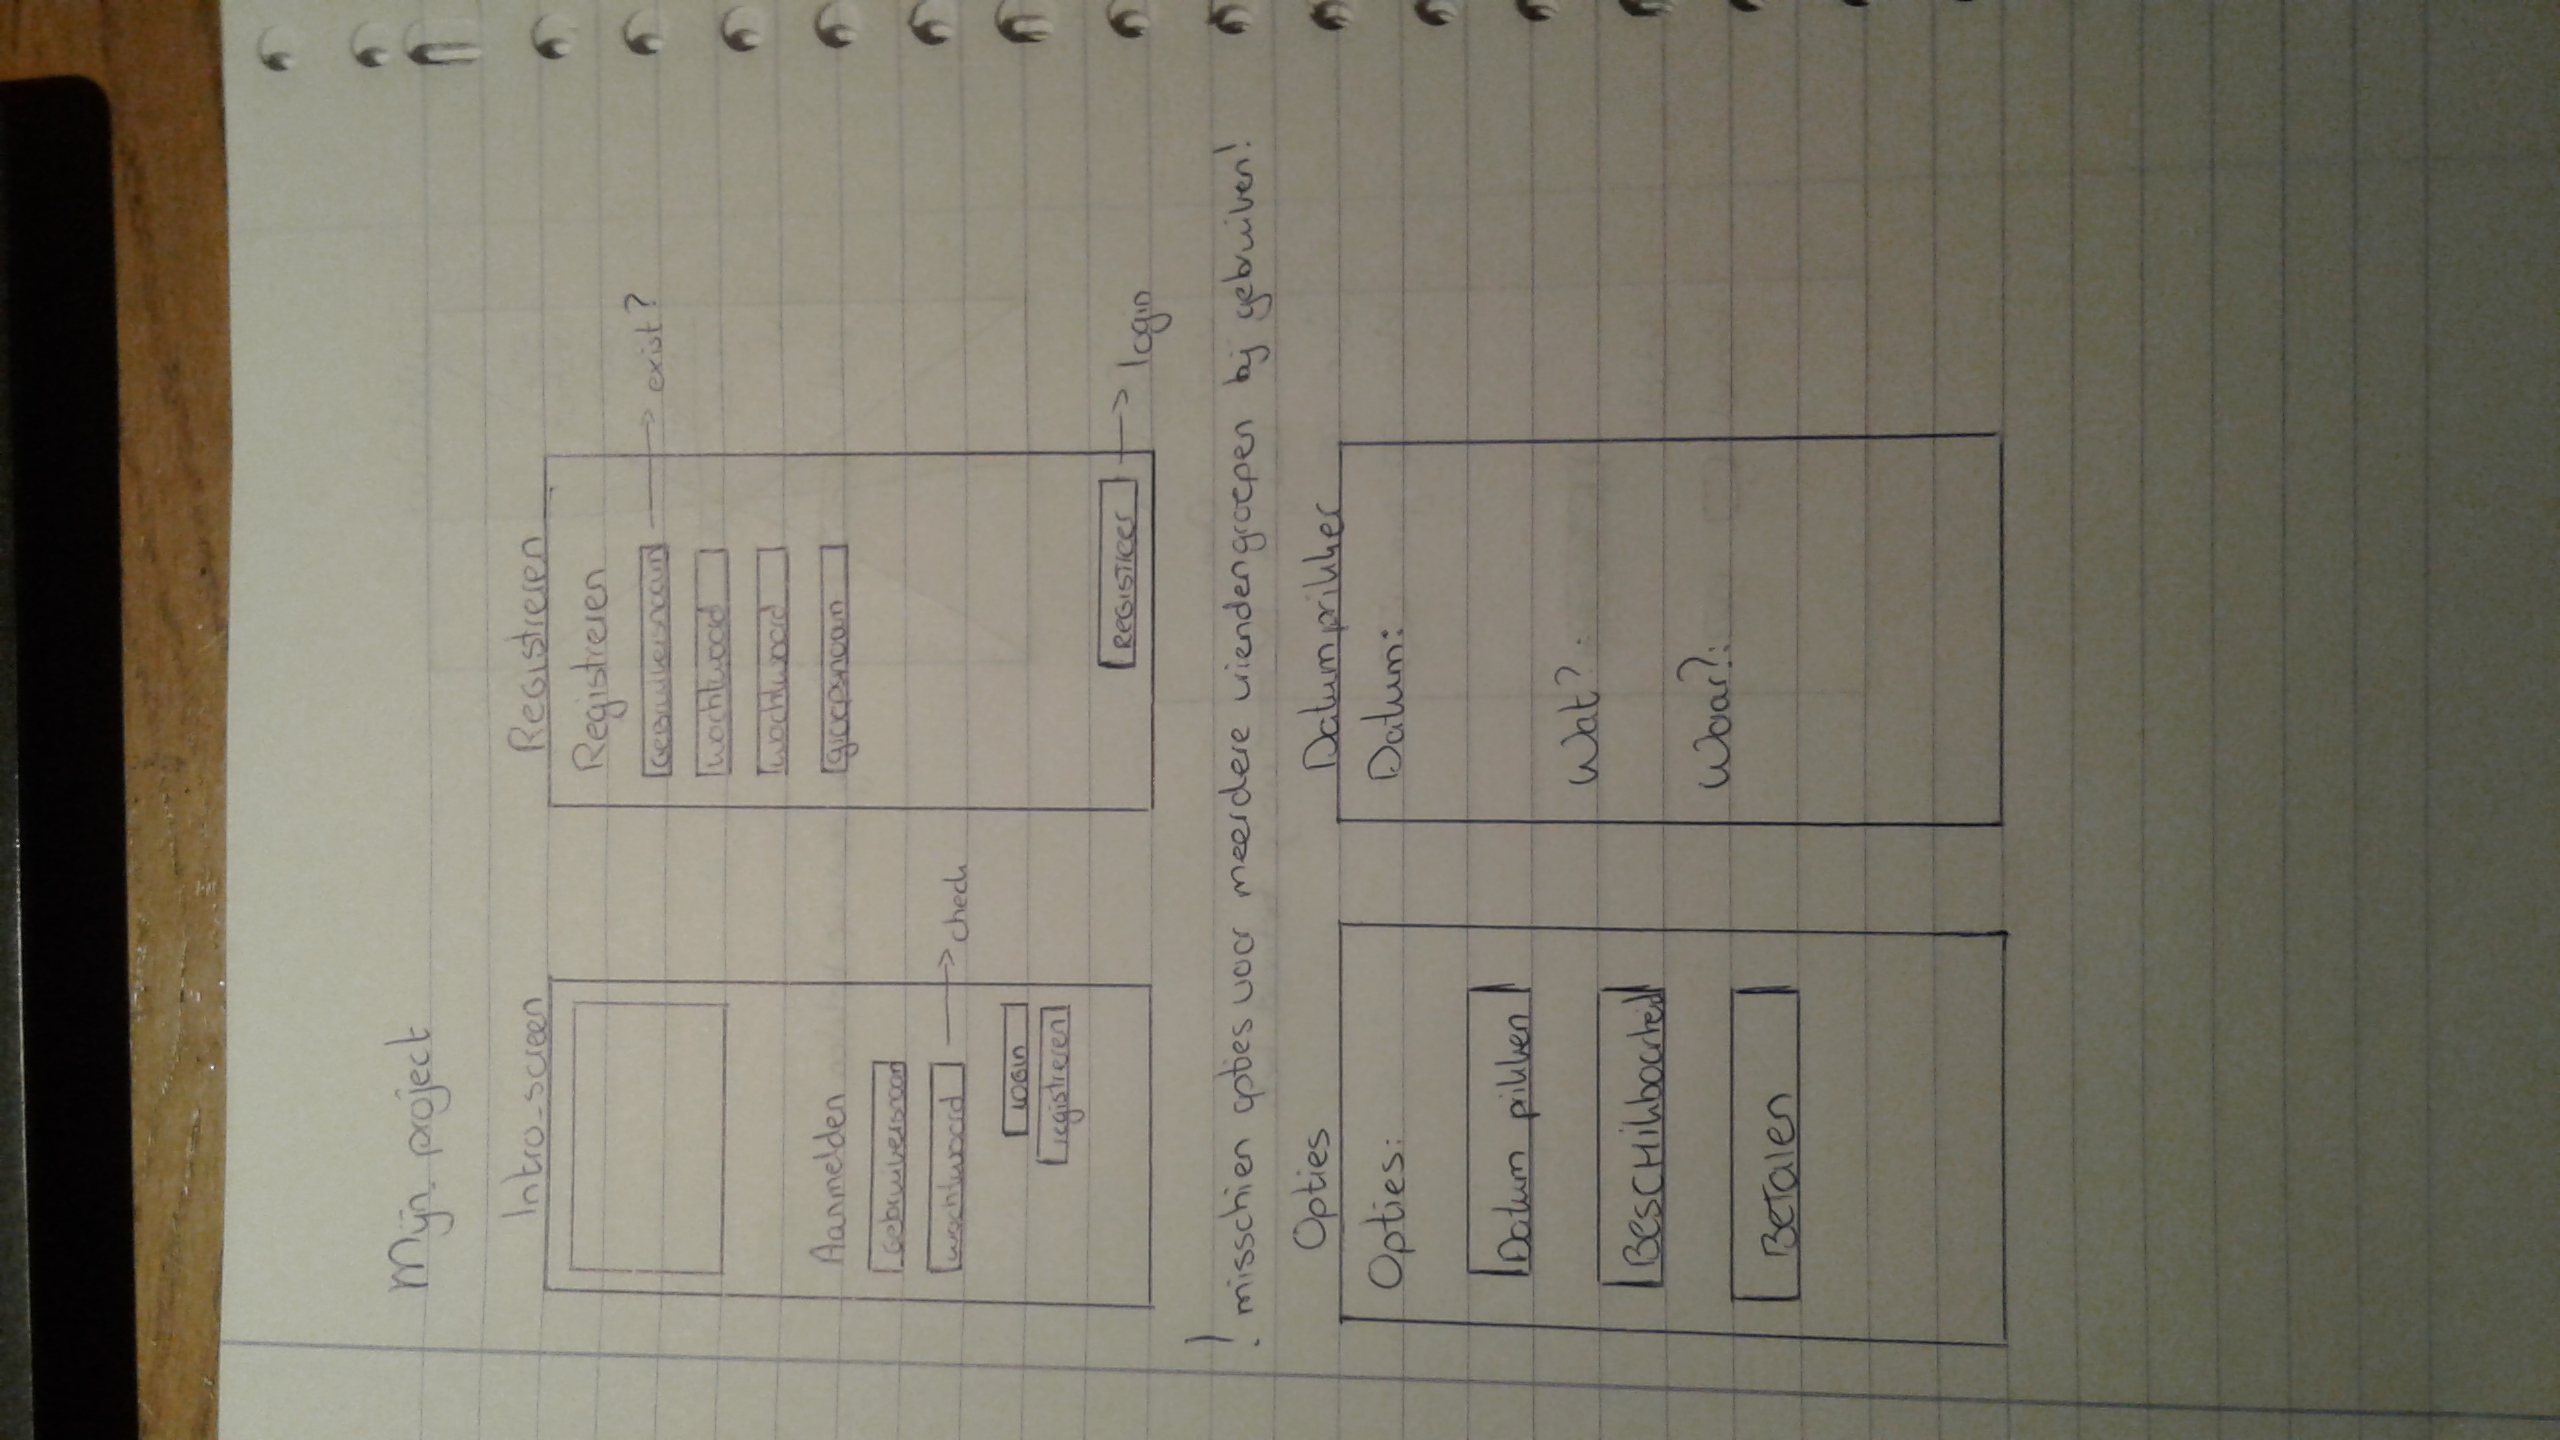 Mijn project
Intro-screen
Aanmelden
Gebruikersnaam
wachtwoord → check
LOGIN
registreren
Registreren
Registreren
Gebruikersnaam → exist?
wachtwoord
wachtwoord
groepsnaam
REGISTREER → login
! misschien opties voor meerdere vriendengroepen bij gebruiken!
Opties
Opties:
Datum prikken
BESCHikbaarheid
BeTalen
Datumprikker
Datum:
Wat?:
Waar?: